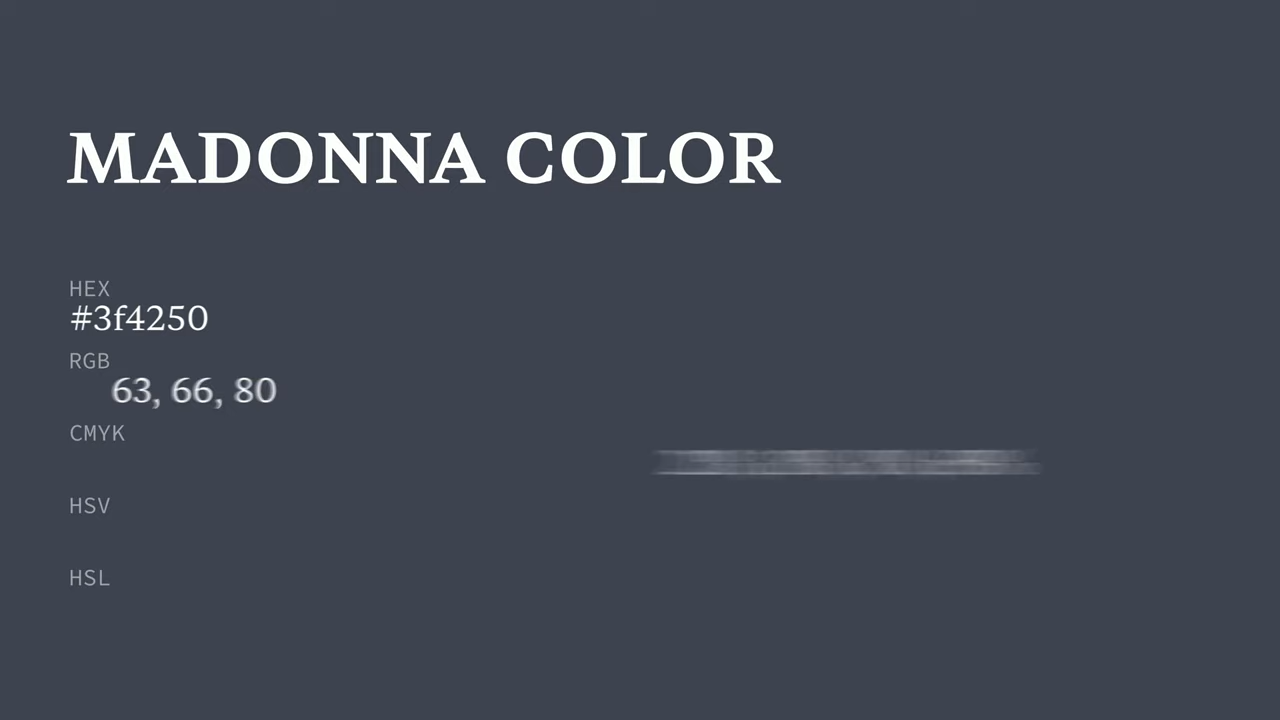 MADONNA COLOR
HEX
#3f4250
RGB
63, 66, 80
CMYK
HSV
HSL